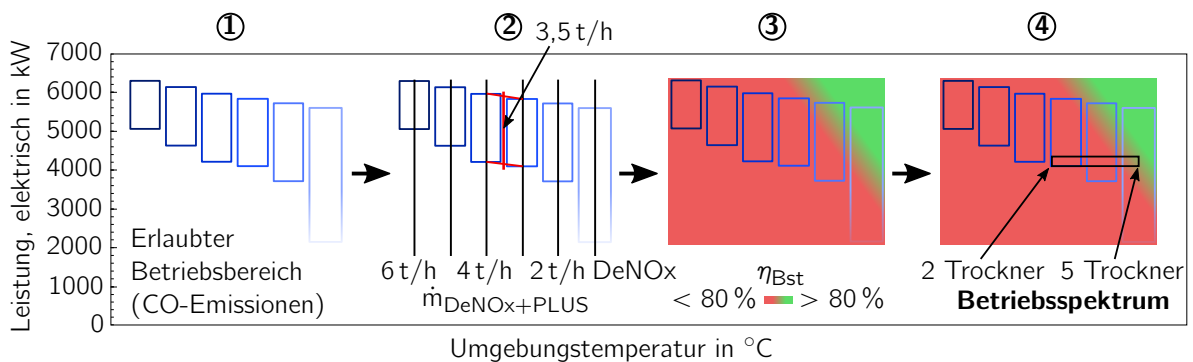 ① ② ③ ④
3,5 t/h
Leistung, elektrisch in kW
7000
6000
5000
4000
3000
2000
1000
0
Erlaubter
Betriebsbereich
(CO-Emissionen)
6 t/h 4 t/h 2 t/h DeNOx
ṁDeNOx+PLUS
ηBst
< 80 % > 80 %
2 Trockner 5 Trockner
Betriebsspektrum
Umgebungstemperatur in °C